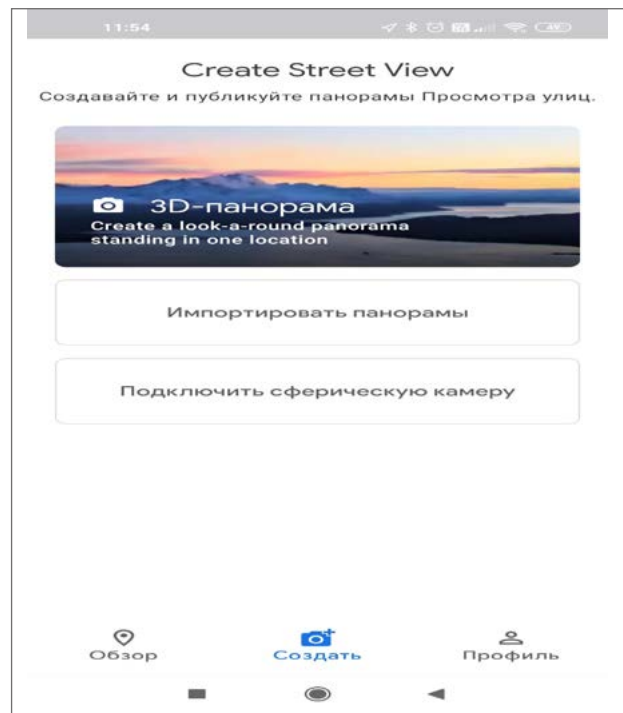 11:54
Create Street View
Создавайте и публикуйте панорамы Просмотра улиц.
3D-панорама
Create a look-a-round panorama
standing in one location
Импортировать панорамы
Подключить сферическую камеру
Обзор
Создать
Профиль